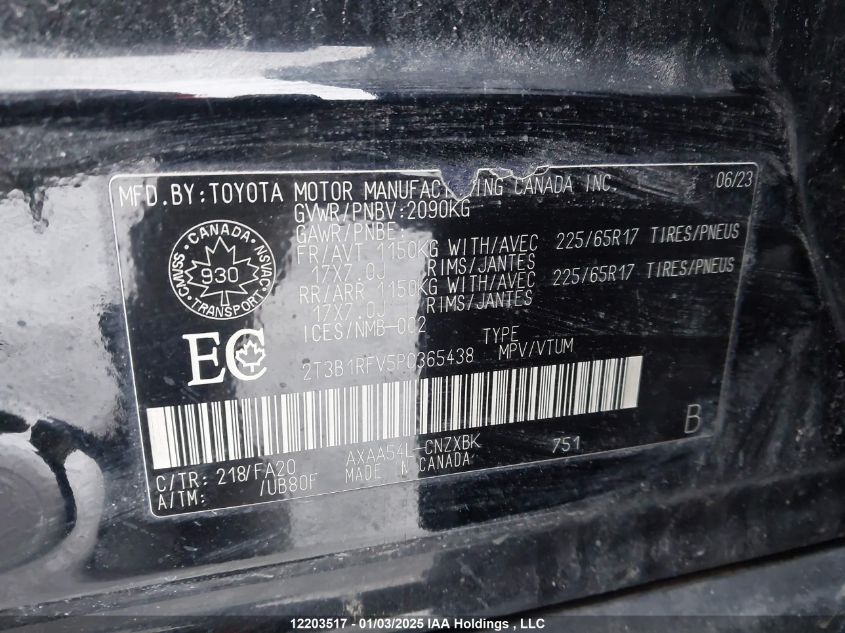 MFD.BY:TOYOTA MOTOR MANUFACTURING CANADA INC. 06/23
GVWR/PNBV:2090KG
GAWR/PNBE:
FR/AVT 1150KG WITH/AVEC 225/65R17 TIRES/PNEUS
17X7.0J RIMS/JANTES
RR/ARR 1150KG WITH/AVEC 225/65R17 TIRES/PNEUS
17X7.0J RIMS/JANTES
ICES/NMB-002
CANADA
CMVSS 930 NSVAC
TRANSPORT
EC
TYPE
2T3B1RFV5PC365438 MPV/VTUM
B
C/TR: 218/FA20 AXAA54L-CNZXBK 751
A/TM: /UB80F MADE IN CANADA
12203517 - 01/03/2025 IAA Holdings , LLC